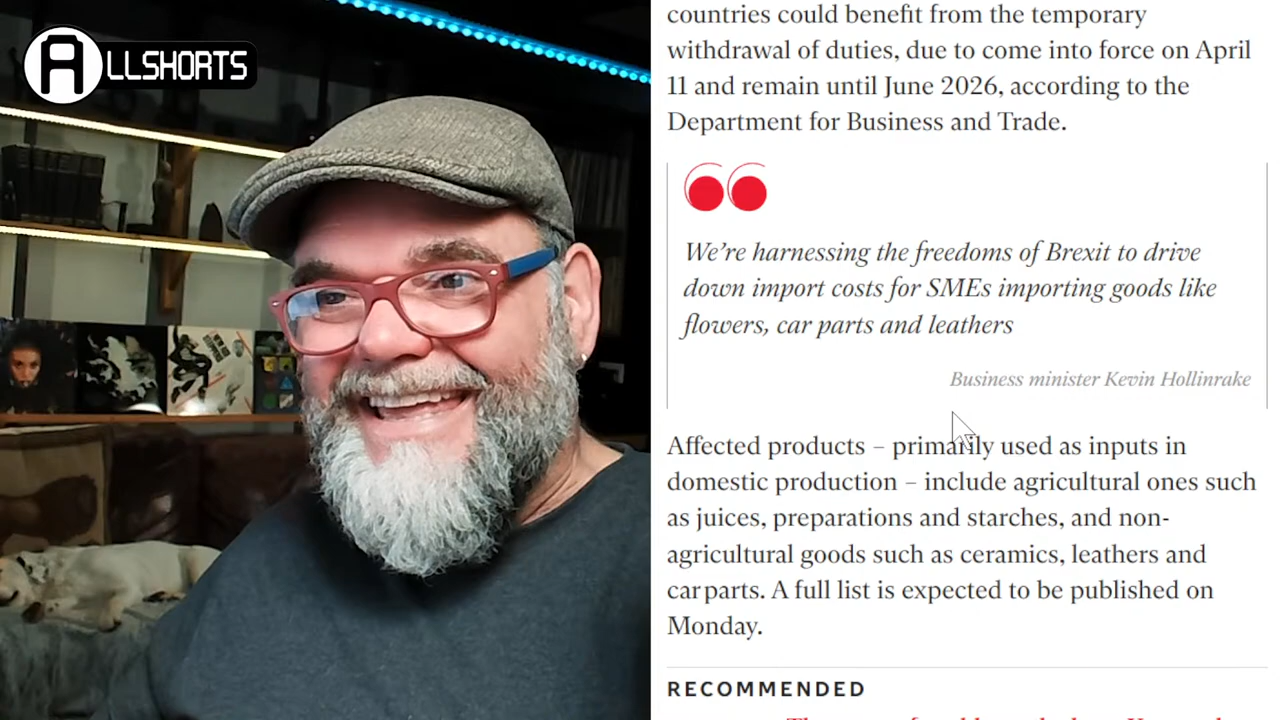 ALLSHORTS
countries could benefit from the temporary
withdrawal of duties, due to come into force on April
11 and remain until June 2026, according to the
Department for Business and Trade.
We’re harnessing the freedoms of Brexit to drive
down import costs for SMEs importing goods like
flowers, car parts and leathers
Business minister Kevin Hollinrake
Affected products – primarily used as inputs in
domestic production – include agricultural ones such
as juices, preparations and starches, and non-
agricultural goods such as ceramics, leathers and
car parts. A full list is expected to be published on
Monday.
RECOMMENDED